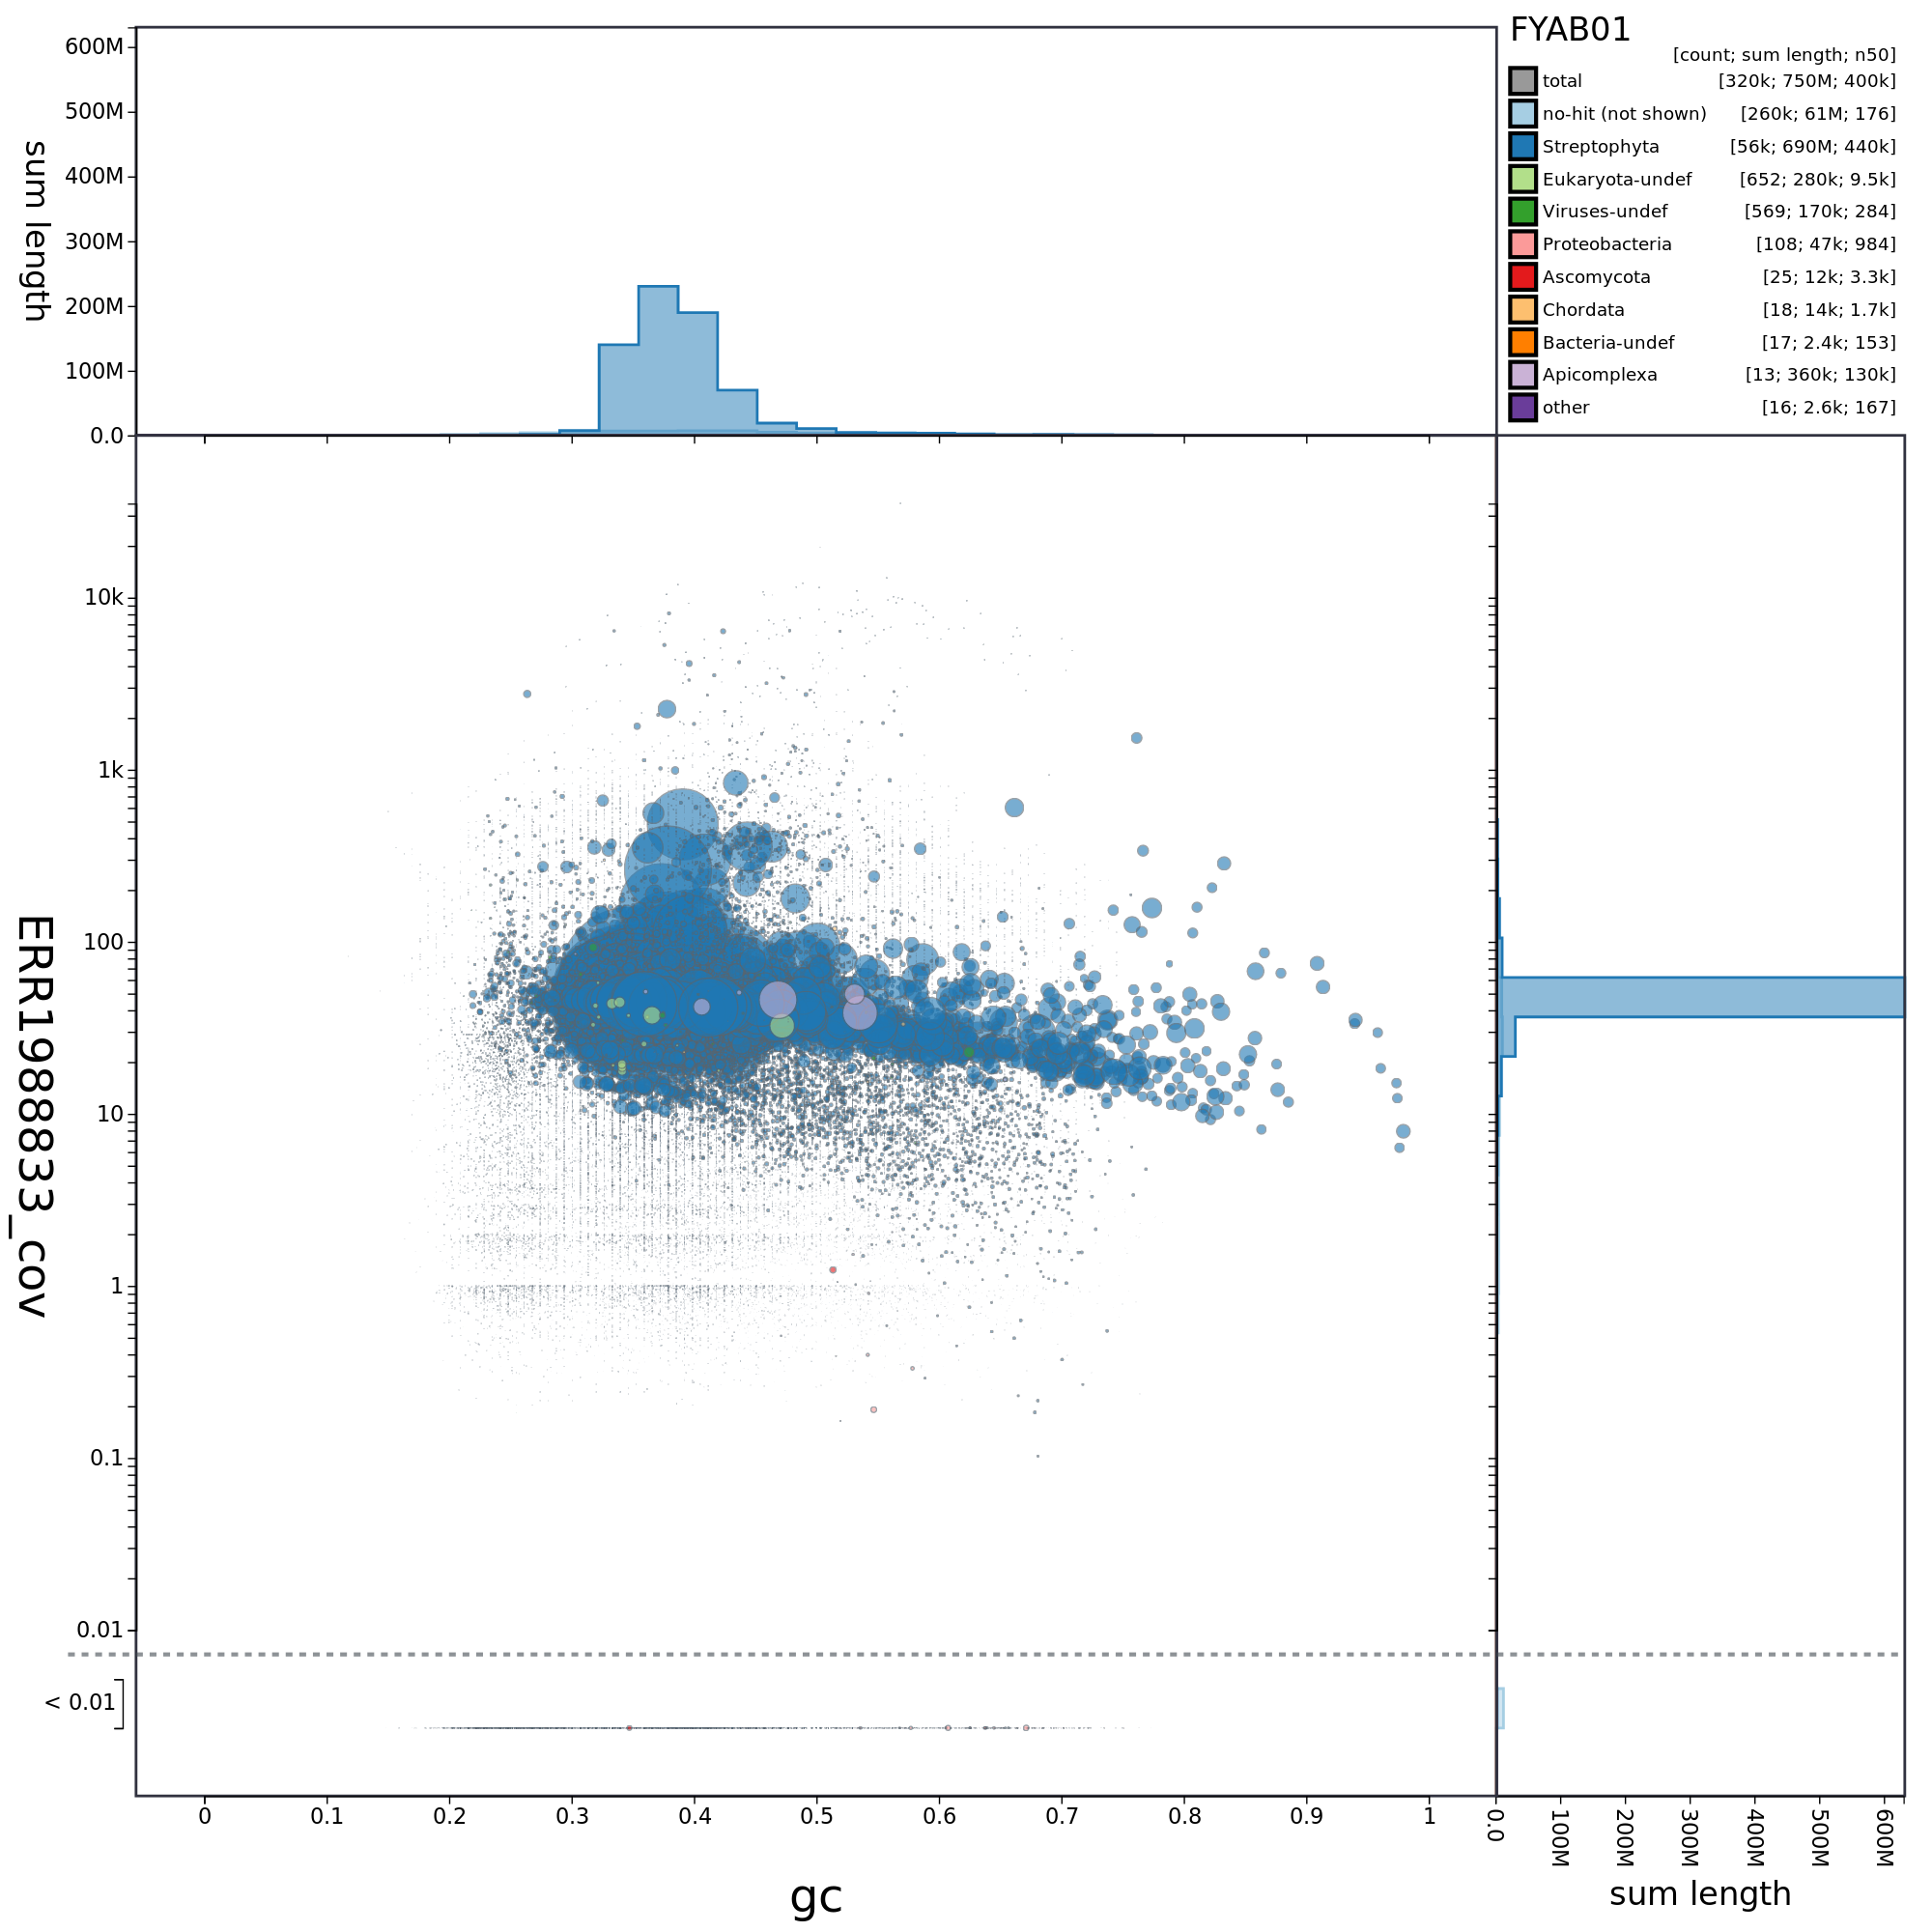 FYAB01
[count; sum length; n50]
total [320k; 750M; 400k]
no-hit (not shown) [260k; 61M; 176]
Streptophyta [56k; 690M; 440k]
Eukaryota-undef [652; 280k; 9.5k]
Viruses-undef [569; 170k; 284]
Proteobacteria [108; 47k; 984]
Ascomycota [25; 12k; 3.3k]
Chordata [18; 14k; 1.7k]
Bacteria-undef [17; 2.4k; 153]
Apicomplexa [13; 360k; 130k]
other [16; 2.6k; 167]
sum length
600M
500M
400M
300M
200M
100M
0.0
ERR1988833_cov
10k
1k
100
10
1
0.1
0.01
< 0.01
0 0.1 0.2 0.3 0.4 0.5 0.6 0.7 0.8 0.9 1
gc
0.0 100M 200M 300M 400M 500M 600M
sum length